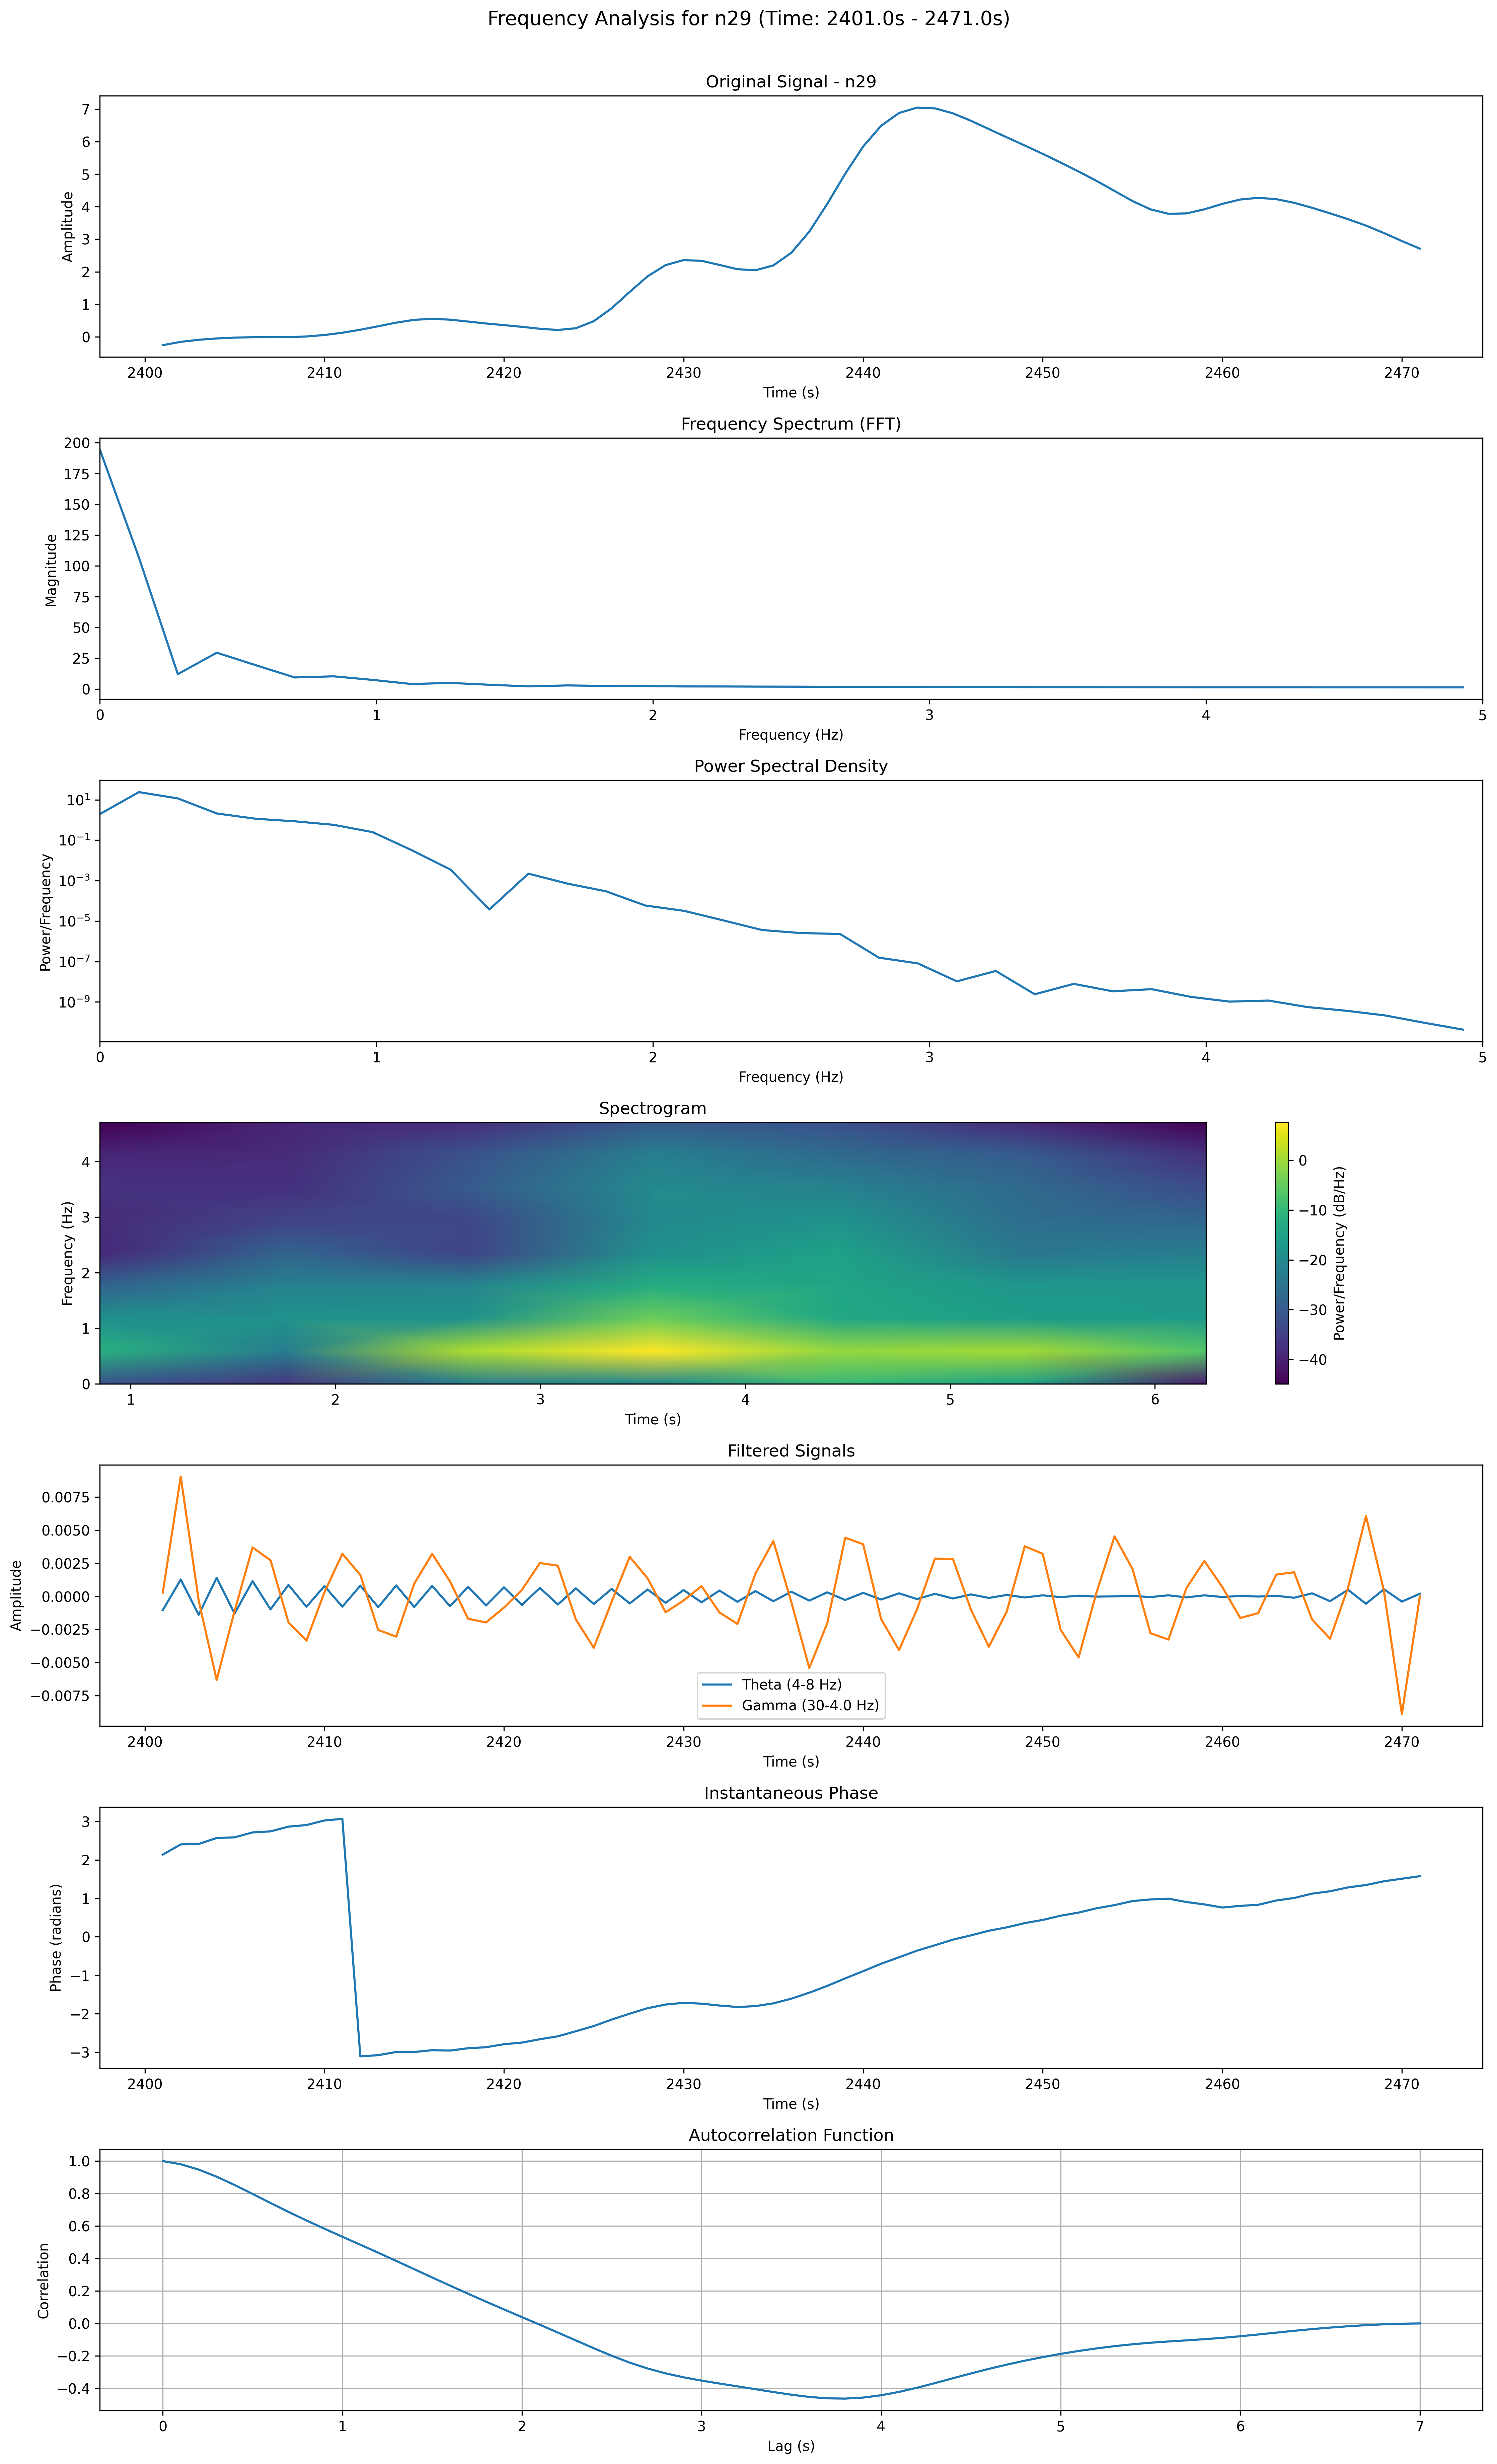 Frequency Analysis for n29 (Time: 2401.0s - 2471.0s)
Original Signal - n29
7
6
5
4
3
2
1
0
Amplitude
2400 2410 2420 2430 2440 2450 2460 2470
Time (s)
Frequency Spectrum (FFT)
200
175
150
125
100
75
50
25
0
Magnitude
0 1 2 3 4 5
Frequency (Hz)
Power Spectral Density
10^1
10^−1
10^−3
10^−5
10^−7
10^−9
Power/Frequency
0 1 2 3 4 5
Frequency (Hz)
Spectrogram
4
3
2
1
0
Frequency (Hz)
1 2 3 4 5 6
Time (s)
0
−10
−20
−30
−40
Power/Frequency (dB/Hz)
Filtered Signals
0.0075
0.0050
0.0025
0.0000
−0.0025
−0.0050
−0.0075
Amplitude
Theta (4-8 Hz)
Gamma (30-4.0 Hz)
2400 2410 2420 2430 2440 2450 2460 2470
Time (s)
Instantaneous Phase
3
2
1
0
−1
−2
−3
Phase (radians)
2400 2410 2420 2430 2440 2450 2460 2470
Time (s)
Autocorrelation Function
1.0
0.8
0.6
0.4
0.2
0.0
−0.2
−0.4
Correlation
0 1 2 3 4 5 6 7
Lag (s)